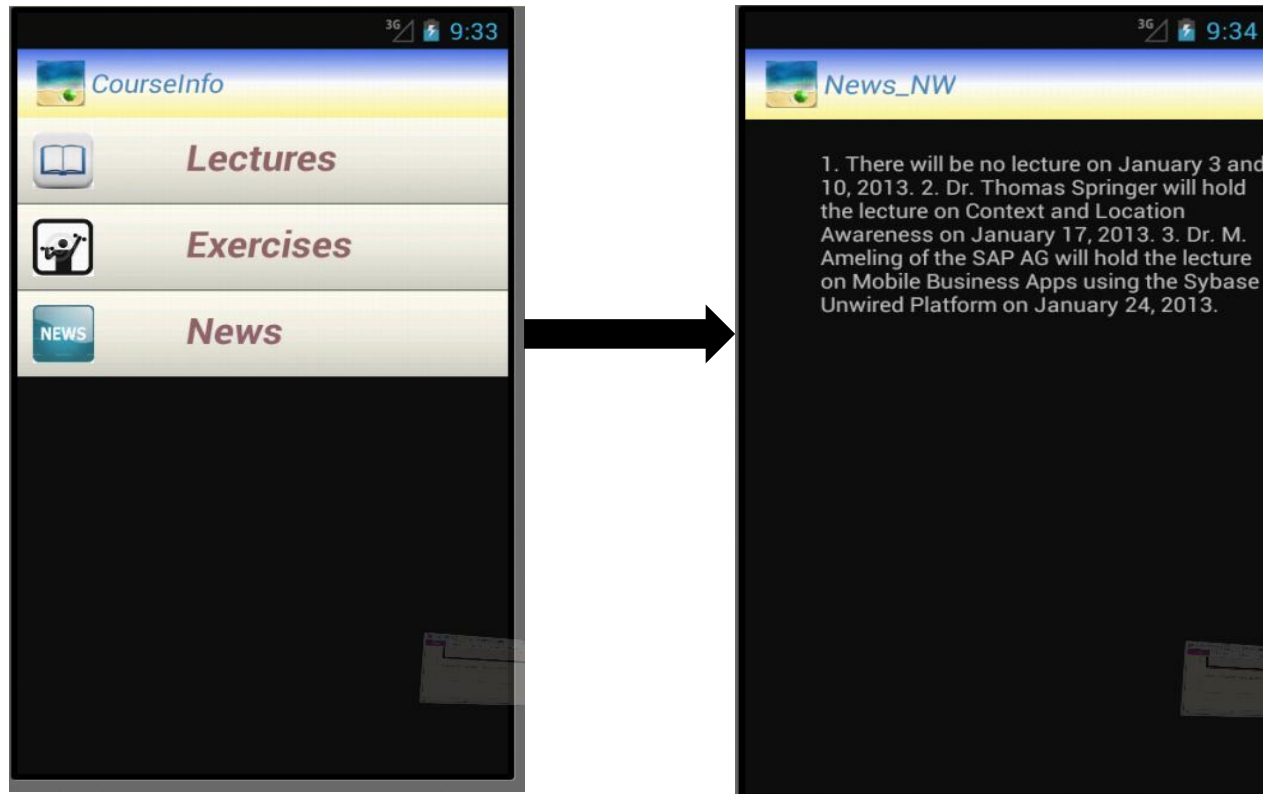 3G 9:33
CourseInfo
Lectures
Exercises
NEWS News
3G 9:34
News_NW
1. There will be no lecture on January 3 and
10, 2013. 2. Dr. Thomas Springer will hold
the lecture on Context and Location
Awareness on January 17, 2013. 3. Dr. M.
Ameling of the SAP AG will hold the lecture
on Mobile Business Apps using the Sybase
Unwired Platform on January 24, 2013.